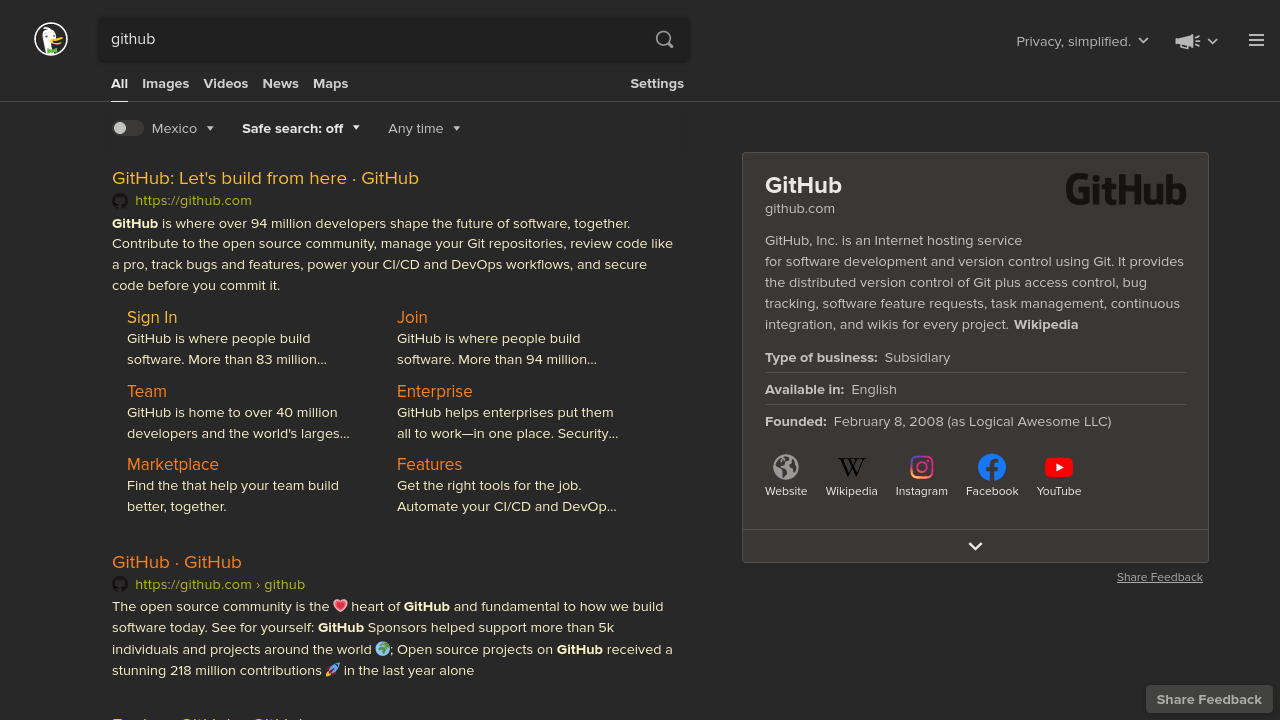 github
Privacy, simplified.
All Images Videos News Maps Settings
Mexico Safe search: off Any time
GitHub: Let's build from here · GitHub
https://github.com
GitHub is where over 94 million developers shape the future of software, together.
Contribute to the open source community, manage your Git repositories, review code like
a pro, track bugs and features, power your CI/CD and DevOps workflows, and secure
code before you commit it.
Sign In
GitHub is where people build
software. More than 83 million...
Join
GitHub is where people build
software. More than 94 million...
Team
GitHub is home to over 40 million
developers and the world's larges...
Enterprise
GitHub helps enterprises put them
all to work—in one place. Security...
Marketplace
Find the that help your team build
better, together.
Features
Get the right tools for the job.
Automate your CI/CD and DevOp...
GitHub · GitHub
https://github.com › github
The open source community is the 💗 heart of GitHub and fundamental to how we build
software today. See for yourself: GitHub Sponsors helped support more than 5k
individuals and projects around the world 🌍; Open source projects on GitHub received a
stunning 218 million contributions 🚀 in the last year alone
GitHub
github.com
GitHub
GitHub, Inc. is an Internet hosting service
for software development and version control using Git. It provides
the distributed version control of Git plus access control, bug
tracking, software feature requests, task management, continuous
integration, and wikis for every project. Wikipedia
Type of business: Subsidiary
Available in: English
Founded: February 8, 2008 (as Logical Awesome LLC)
Website Wikipedia Instagram Facebook YouTube
Share Feedback
Share Feedback